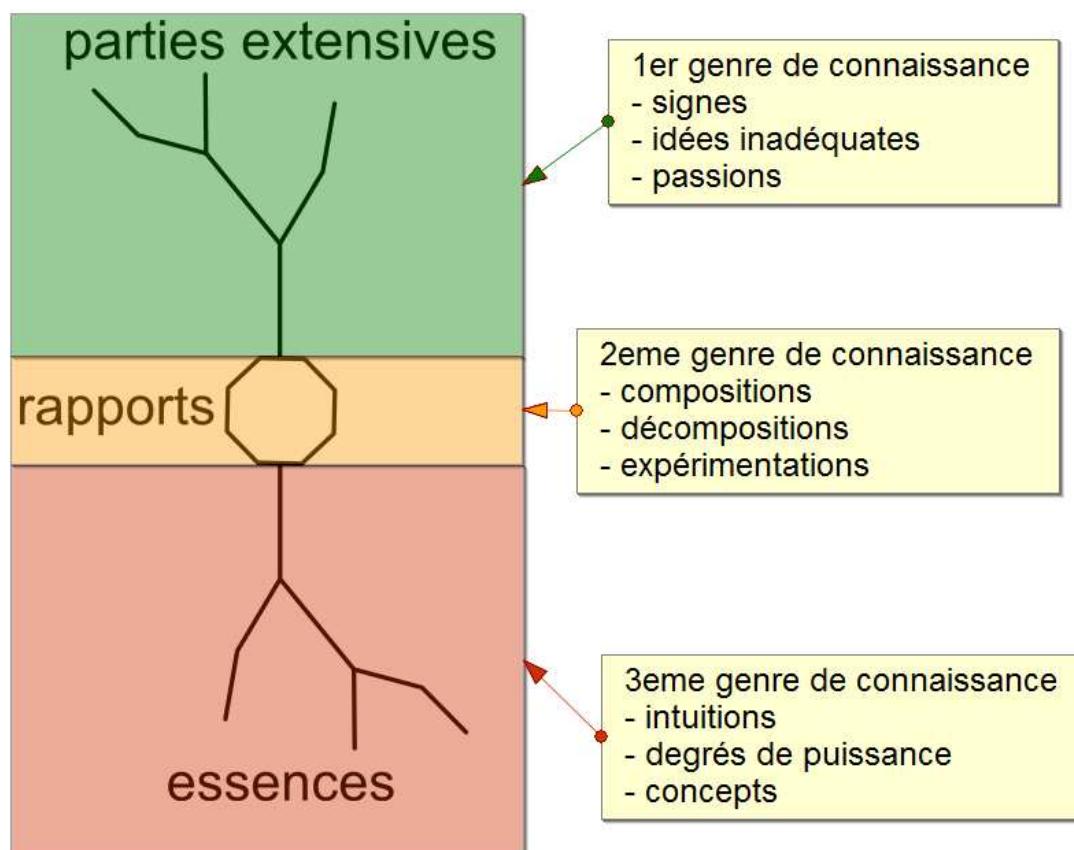 parties extensives
1er genre de connaissance
- signes
- idées inadéquates
- passions
rapports
2eme genre de connaissance
- compositions
- décompositions
- expérimentations
essences
3eme genre de connaissance
- intuitions
- degrés de puissance
- concepts